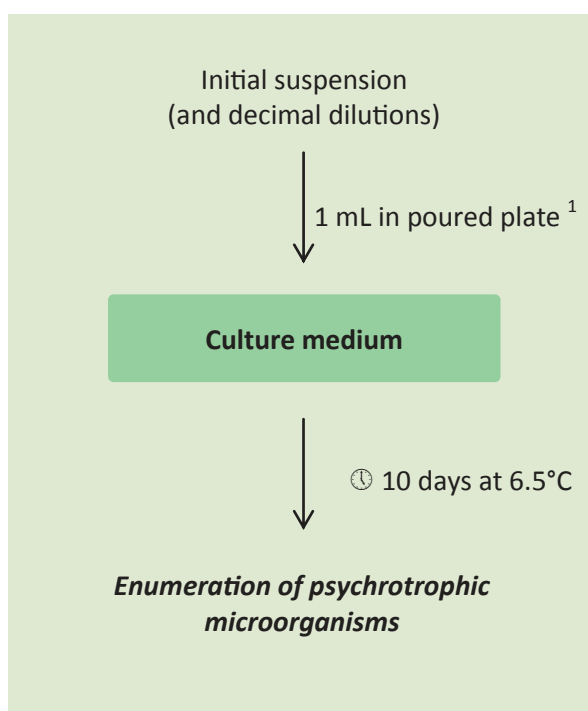 Initial suspension
(and decimal dilutions)
1 mL in poured plate ¹
Culture medium
10 days at 6.5°C
Enumeration of psychrotrophic
microorganisms